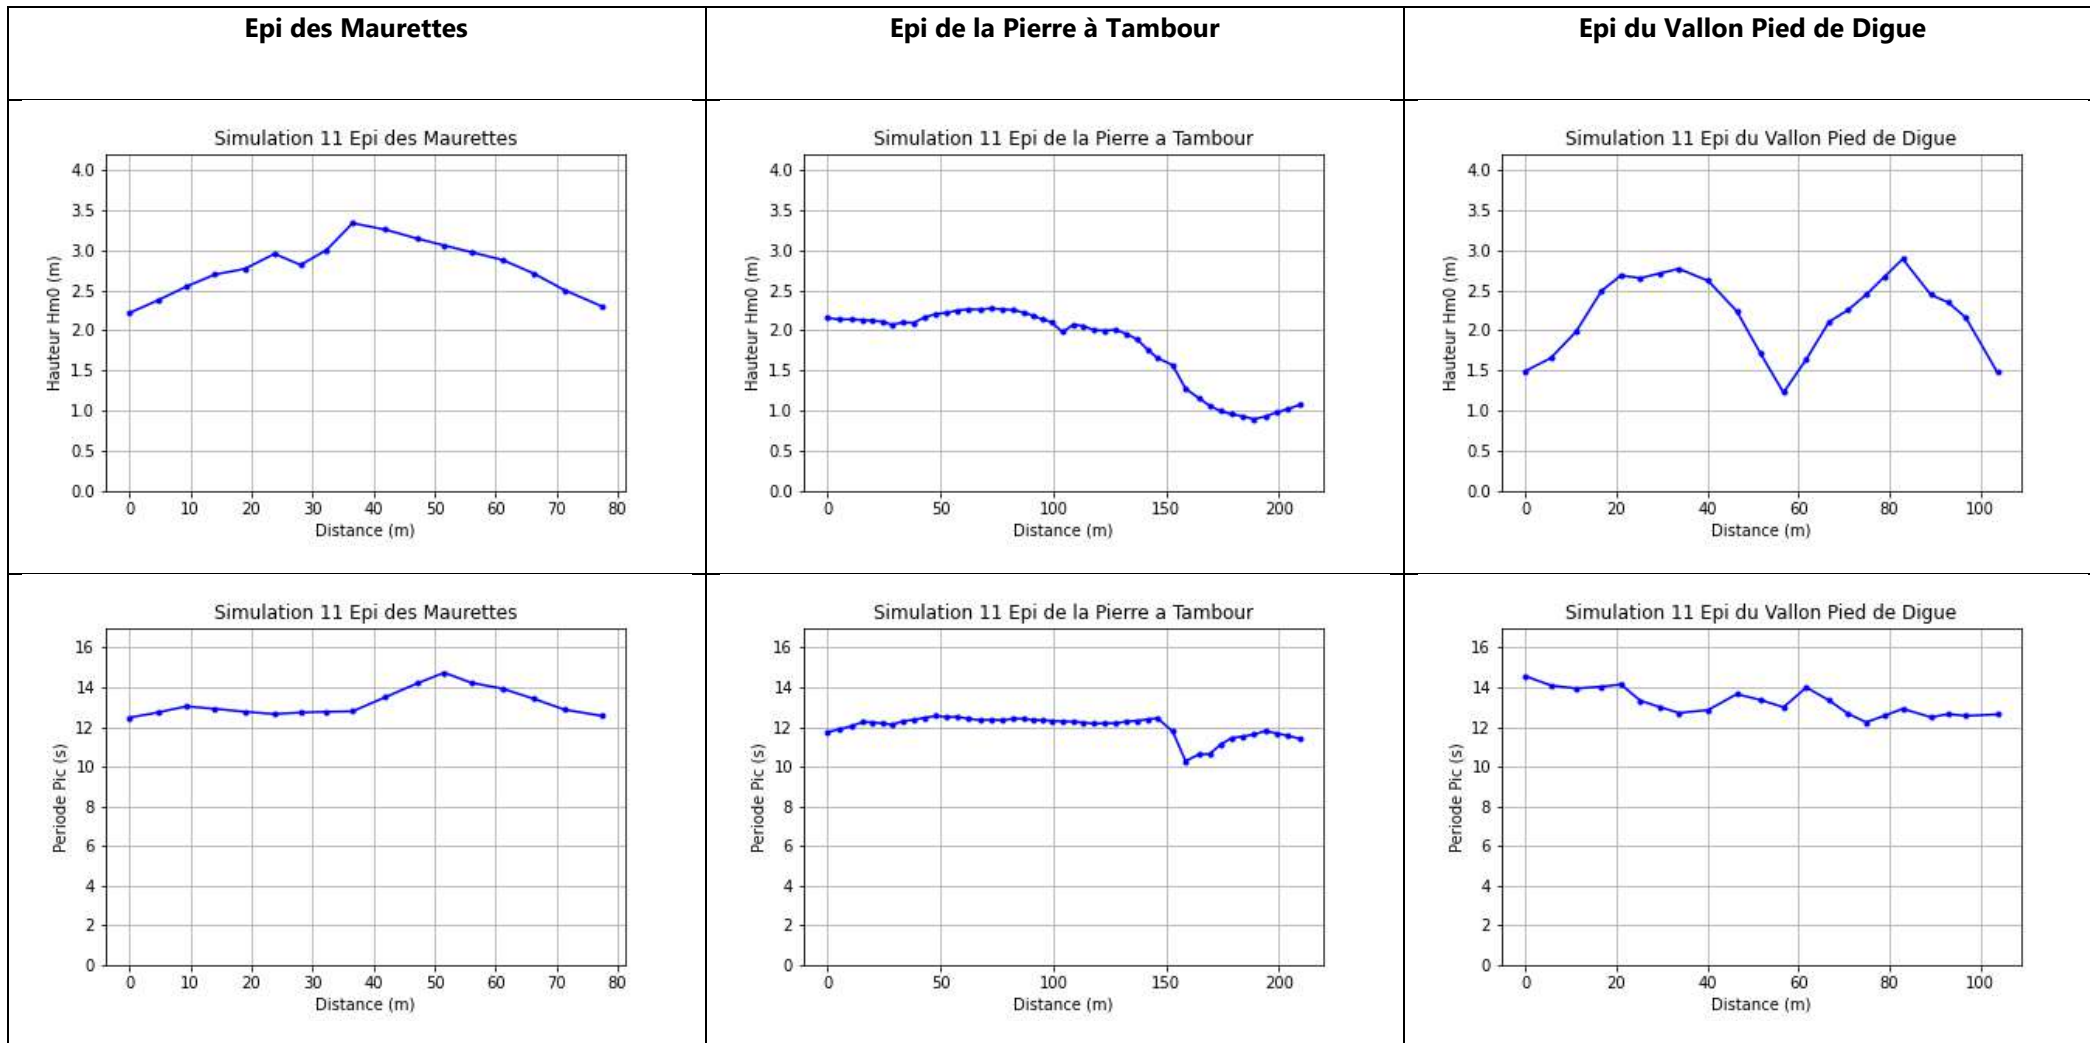 Epi des Maurettes
Epi de la Pierre à Tambour
Epi du Vallon Pied de Digue
Simulation 11 Epi des Maurettes
Hauteur Hm0 (m)
4.0
3.5
3.0
2.5
2.0
1.5
1.0
0.5
0.0
0 10 20 30 40 50 60 70 80
Distance (m)
Simulation 11 Epi de la Pierre a Tambour
Hauteur Hm0 (m)
4.0
3.5
3.0
2.5
2.0
1.5
1.0
0.5
0.0
0 50 100 150 200
Distance (m)
Simulation 11 Epi du Vallon Pied de Digue
Hauteur Hm0 (m)
4.0
3.5
3.0
2.5
2.0
1.5
1.0
0.5
0.0
0 20 40 60 80 100
Distance (m)
Simulation 11 Epi des Maurettes
Periode Pic (s)
16
14
12
10
8
6
4
2
0
0 10 20 30 40 50 60 70 80
Distance (m)
Simulation 11 Epi de la Pierre a Tambour
Periode Pic (s)
16
14
12
10
8
6
4
2
0
0 50 100 150 200
Distance (m)
Simulation 11 Epi du Vallon Pied de Digue
Periode Pic (s)
16
14
12
10
8
6
4
2
0
0 20 40 60 80 100
Distance (m)